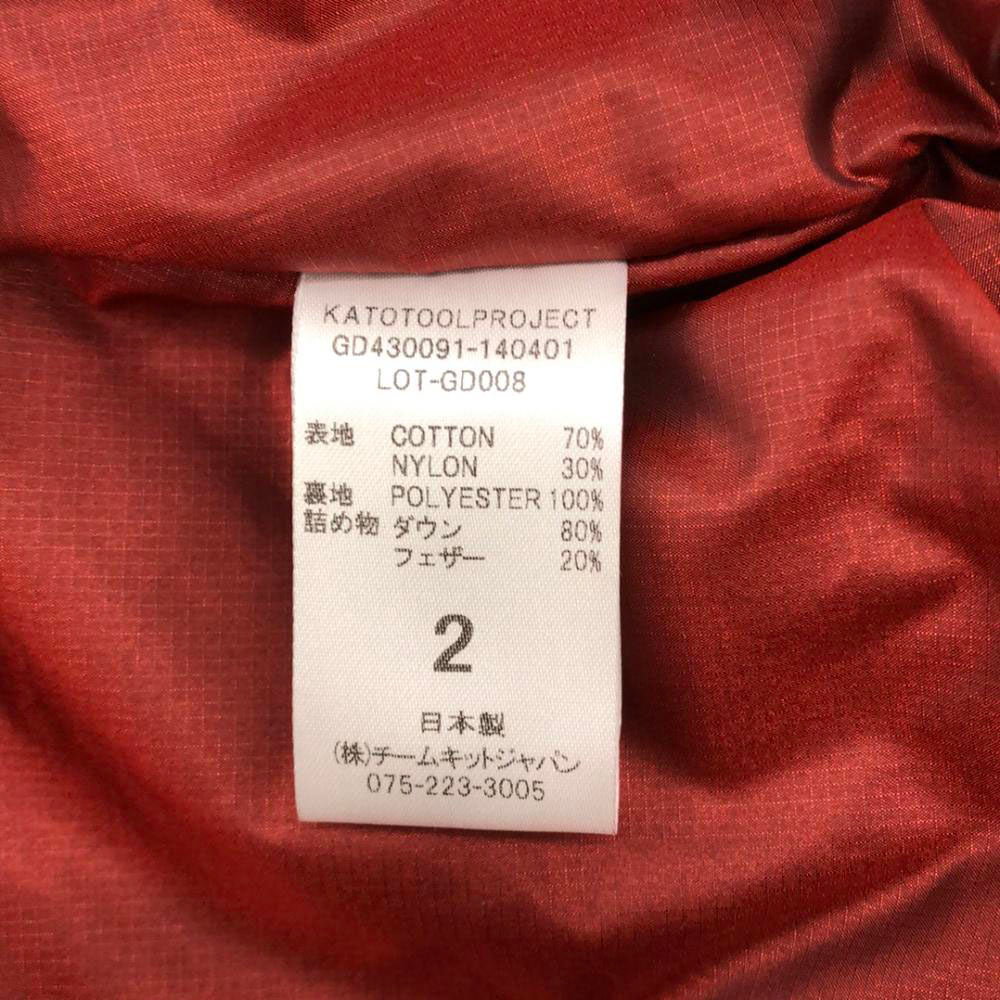 KATOTOOLPROJECT
GD430091-140401
LOT-GD008
表地 COTTON 70%
NYLON 30%
裏地 POLYESTER 100%
詰め物 ダウン 80%
フェザー 20%
2
日本製
(株)チームキットジャパン
075-223-3005